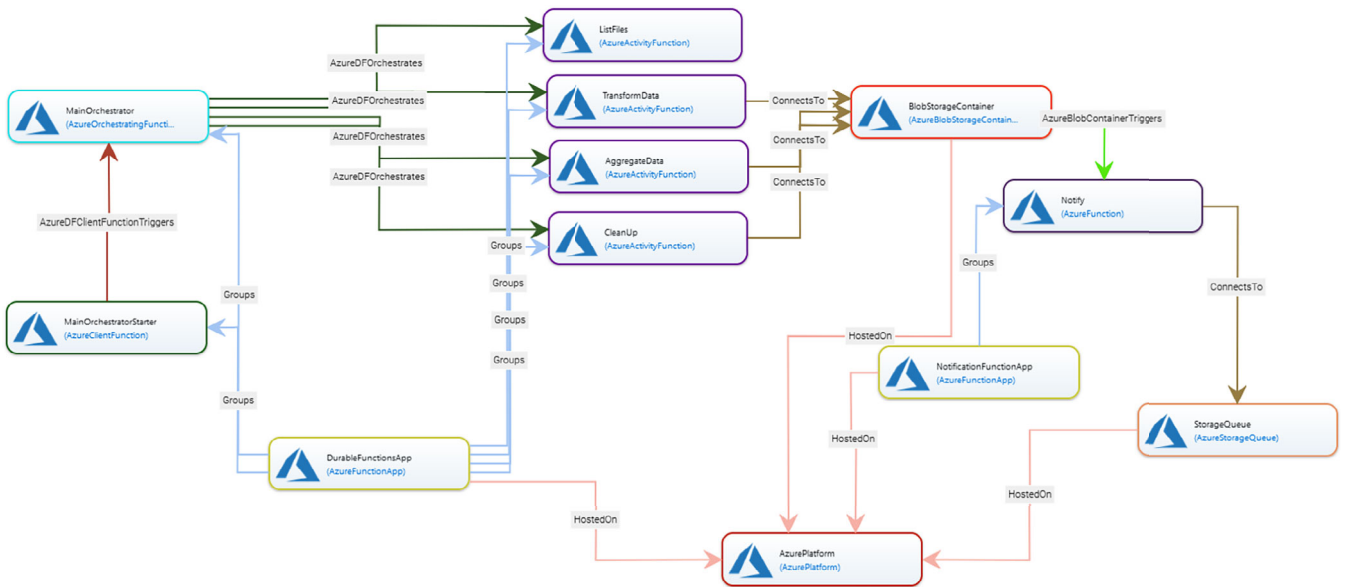 ListFiles
(AzureActivityFunction)
AzureDFOrchestrates
TransformData
(AzureActivityFunction)
AzureDFOrchestrates
ConnectsTo
MainOrchestrator
(AzureOrchestratingFuncti...
BlobStorageContainer
(AzureBlobStorageContain...
AzureBlobContainerTriggers
AzureDFOrchestrates
ConnectsTo
AggregateData
(AzureActivityFunction)
AzureDFOrchestrates
ConnectsTo
Notify
(AzureFunction)
AzureDFClientFunctionTriggers
CleanUp
(AzureActivityFunction)
Groups
Groups
Groups
ConnectsTo
Groups
MainOrchestratorStarter
(AzureClientFunction)
Groups
HostedOn
Groups
NotificationFunctionApp
(AzureFunctionApp)
Groups
StorageQueue
(AzureStorageQueue)
HostedOn
DurableFunctionsApp
(AzureFunctionApp)
HostedOn
HostedOn
AzurePlatform
(AzurePlatform)